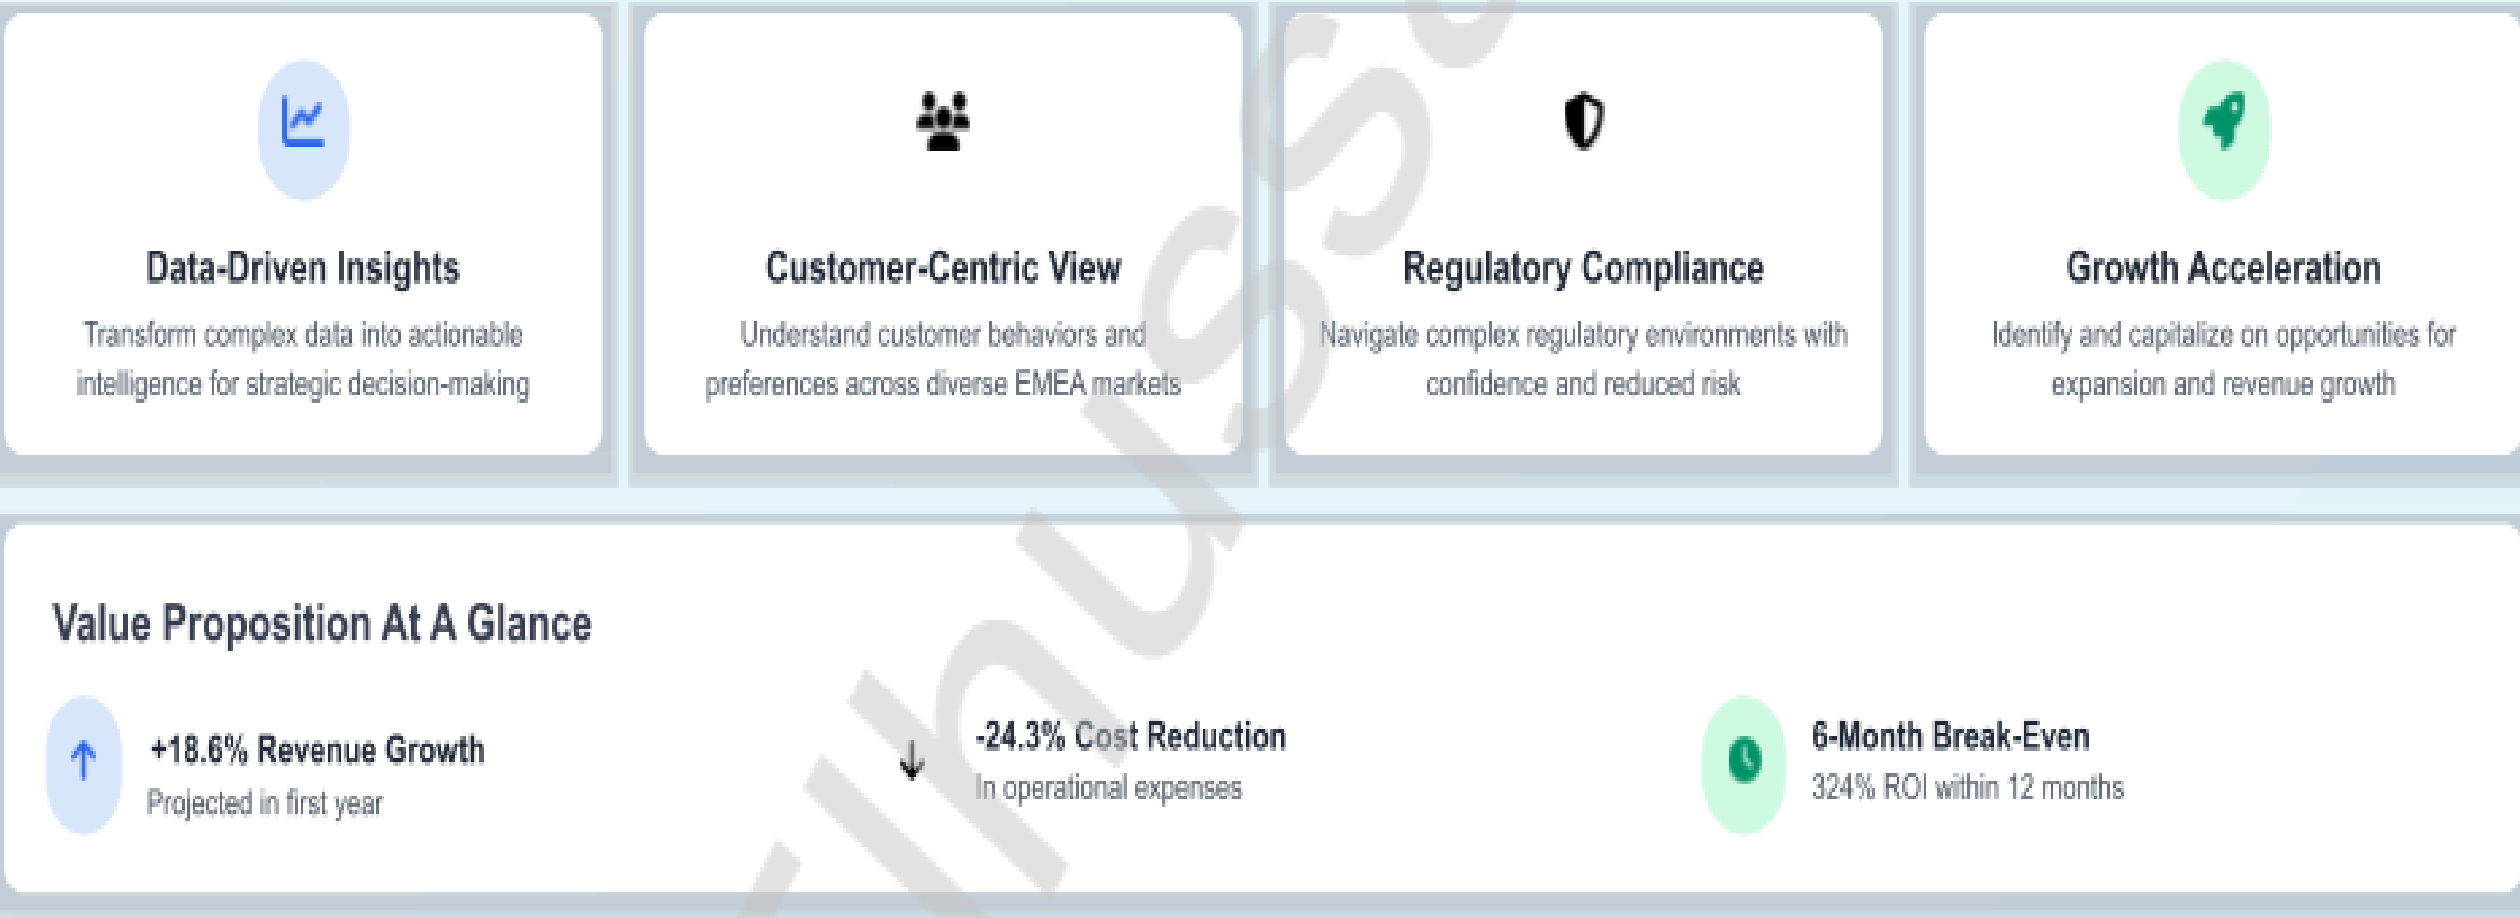 Data-Driven Insights
Transform complex data into actionable
intelligence for strategic decision-making
Customer-Centric View
Understand customer behaviors and
preferences across diverse EMEA markets
Regulatory Compliance
Navigate complex regulatory environments with
confidence and reduced risk
Growth Acceleration
Identify and capitalize on opportunities for
expansion and revenue growth
Value Proposition At A Glance
+18.6% Revenue Growth
Projected in first year
-24.3% Cost Reduction
In operational expenses
6-Month Break-Even
324% ROI within 12 months